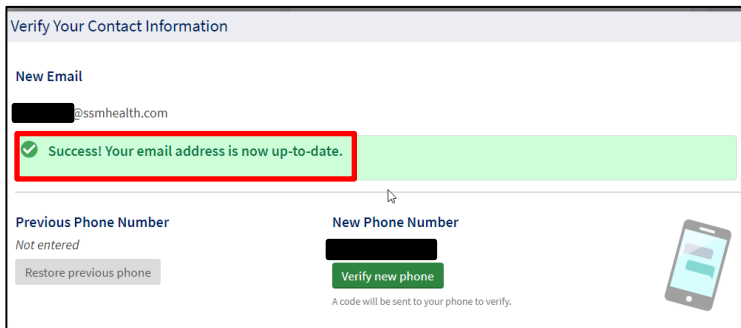 Verify Your Contact Information
New Email
@ssmhealth.com
Success! Your email address is now up-to-date.
Previous Phone Number
Not entered
Restore previous phone
New Phone Number
Verify new phone
A code will be sent to your phone to verify.